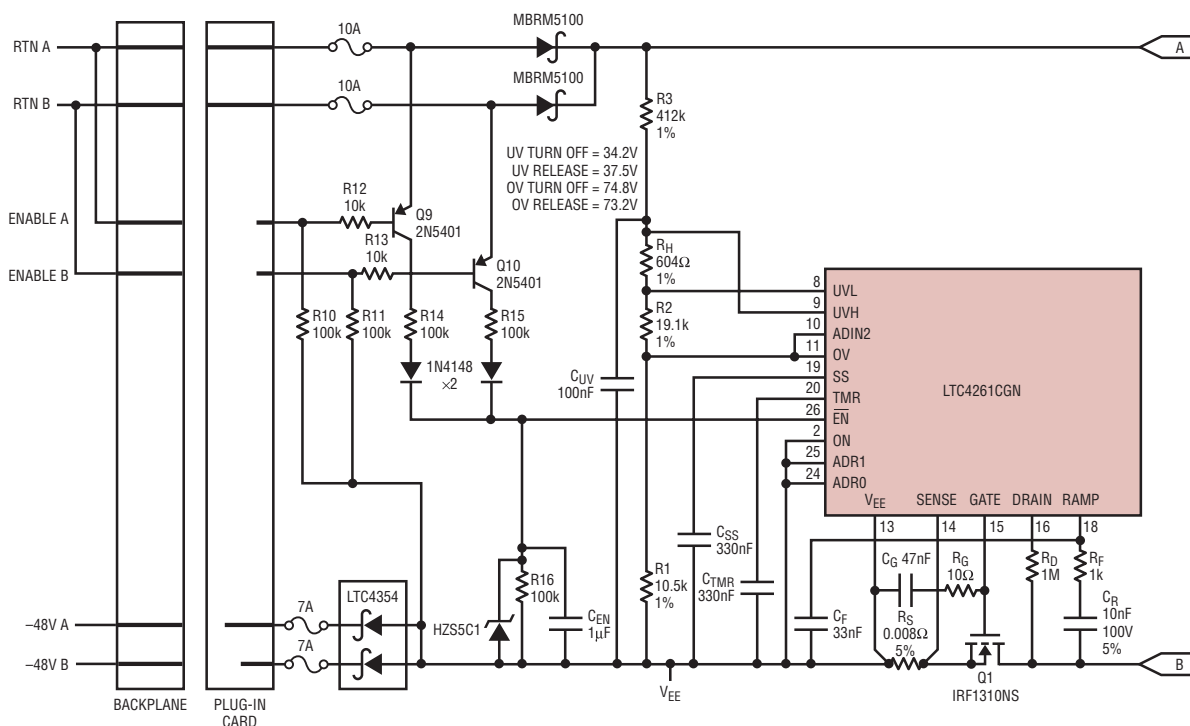 RTN A
RTN B
ENABLE A
ENABLE B
–48V A
–48V B
BACKPLANE
PLUG-IN
CARD
10A
10A
MBRM5100
MBRM5100
A
R3
412k
1%
UV TURN OFF = 34.2V
UV RELEASE = 37.5V
OV TURN OFF = 74.8V
OV RELEASE = 73.2V
R12
10k
Q9
2N5401
R13
10k
Q10
2N5401
R10
100k
R11
100k
R14
100k
R15
100k
1N4148
×2
RH
604Ω
1%
R2
19.1k
1%
CUV
100nF
8
UVL
9
UVH
10
ADIN2
11
OV
19
SS
20
TMR
26
EN
2
ON
25
ADR1
24
ADR0
LTC4261CGN
VEE
SENSE
GATE
DRAIN
RAMP
13
14
15
16
18
7A
7A
LTC4354
HZS5C1
R16
100k
CEN
1µF
R1
10.5k
1%
CSS
330nF
CTMR
330nF
CF
33nF
CG 47nF
RG
10Ω
RS
0.008Ω
5%
RD
1M
RF
1k
CR
10nF
100V
5%
Q1
IRF1310NS
VEE
B